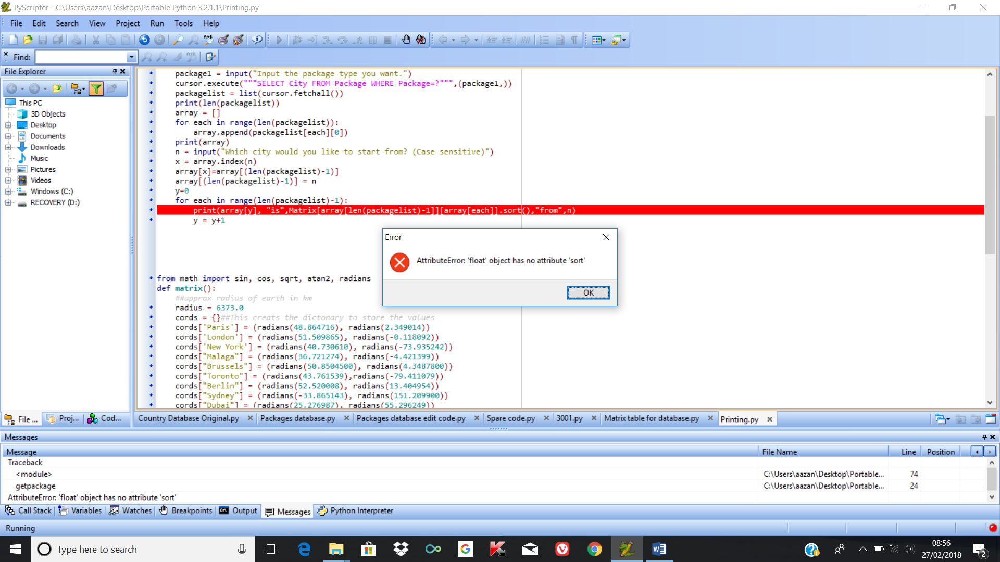 PyScripter - C:\Users\aazan\Desktop\Portable Python 3.2.1.1\Printing.py
File Edit Search View Project Run Tools Help
Find:
File Explorer
This PC
3D Objects
Desktop
Documents
Downloads
Music
Pictures
Videos
Windows (C:)
RECOVERY (D:)
package1 = input("Input the package type you want.")
cursor.execute("""SELECT City FROM Package WHERE Package=?""",(package1,))
packagelist = list(cursor.fetchall())
print(len(packagelist))
array = []
for each in range(len(packagelist)):
array.append(packagelist[each][0])
print(array)
n = input("Which city would you like to start from? (Case sensitive)")
x = array.index(n)
array[x]=array[(len(packagelist)-1)]
array[(len(packagelist)-1)] = n
y=0
for each in range(len(packagelist)-1):
print(array[y], "is",Matrix[array[len(packagelist)-1]][array[each]].sort(),"from",n)
y = y+1
from math import sin, cos, sqrt, atan2, radians
def matrix():
##approx radius of earth in km
radius = 6373.0
cords = {}##This creats the dictonary to store the values
cords['Paris'] = (radians(48.864716), radians(2.349014))
cords['London'] = (radians(51.509865), radians(-0.118092))
cords['New York'] = (radians(40.730610), radians(-73.935242))
cords["Malaga"] = (radians(36.721274), radians(-4.421399))
cords["Brussels"] = (radians(50.8504500), radians(4.3487800))
cords["Toronto"] = (radians(43.761539),radians(-79.411079))
cords["Berlin"] = (radians(52.520008), radians(13.404954))
cords["Sydney"] = (radians(-33.865143), radians(151.209900))
cords["Dubai"] = (radians(25.276987), radians(55.296249))
Error
AttributeError: 'float' object has no attribute 'sort'
OK
File ... Proj... Cod...
Country Database Original.py Packages database.py Packages database edit code.py Spare code.py 3001.py Matrix table for database.py Printing.py
Messages
Message File Name Line Position
Traceback
<module> C:\Users\aazan\Desktop\Portable... 74
getpackage C:\Users\aazan\Desktop\Portable... 24
AttributeError: 'float' object has no attribute 'sort'
Call Stack Variables Watches Breakpoints Output Messages Python Interpreter
Running
Type here to search
08:56
27/02/2018
2